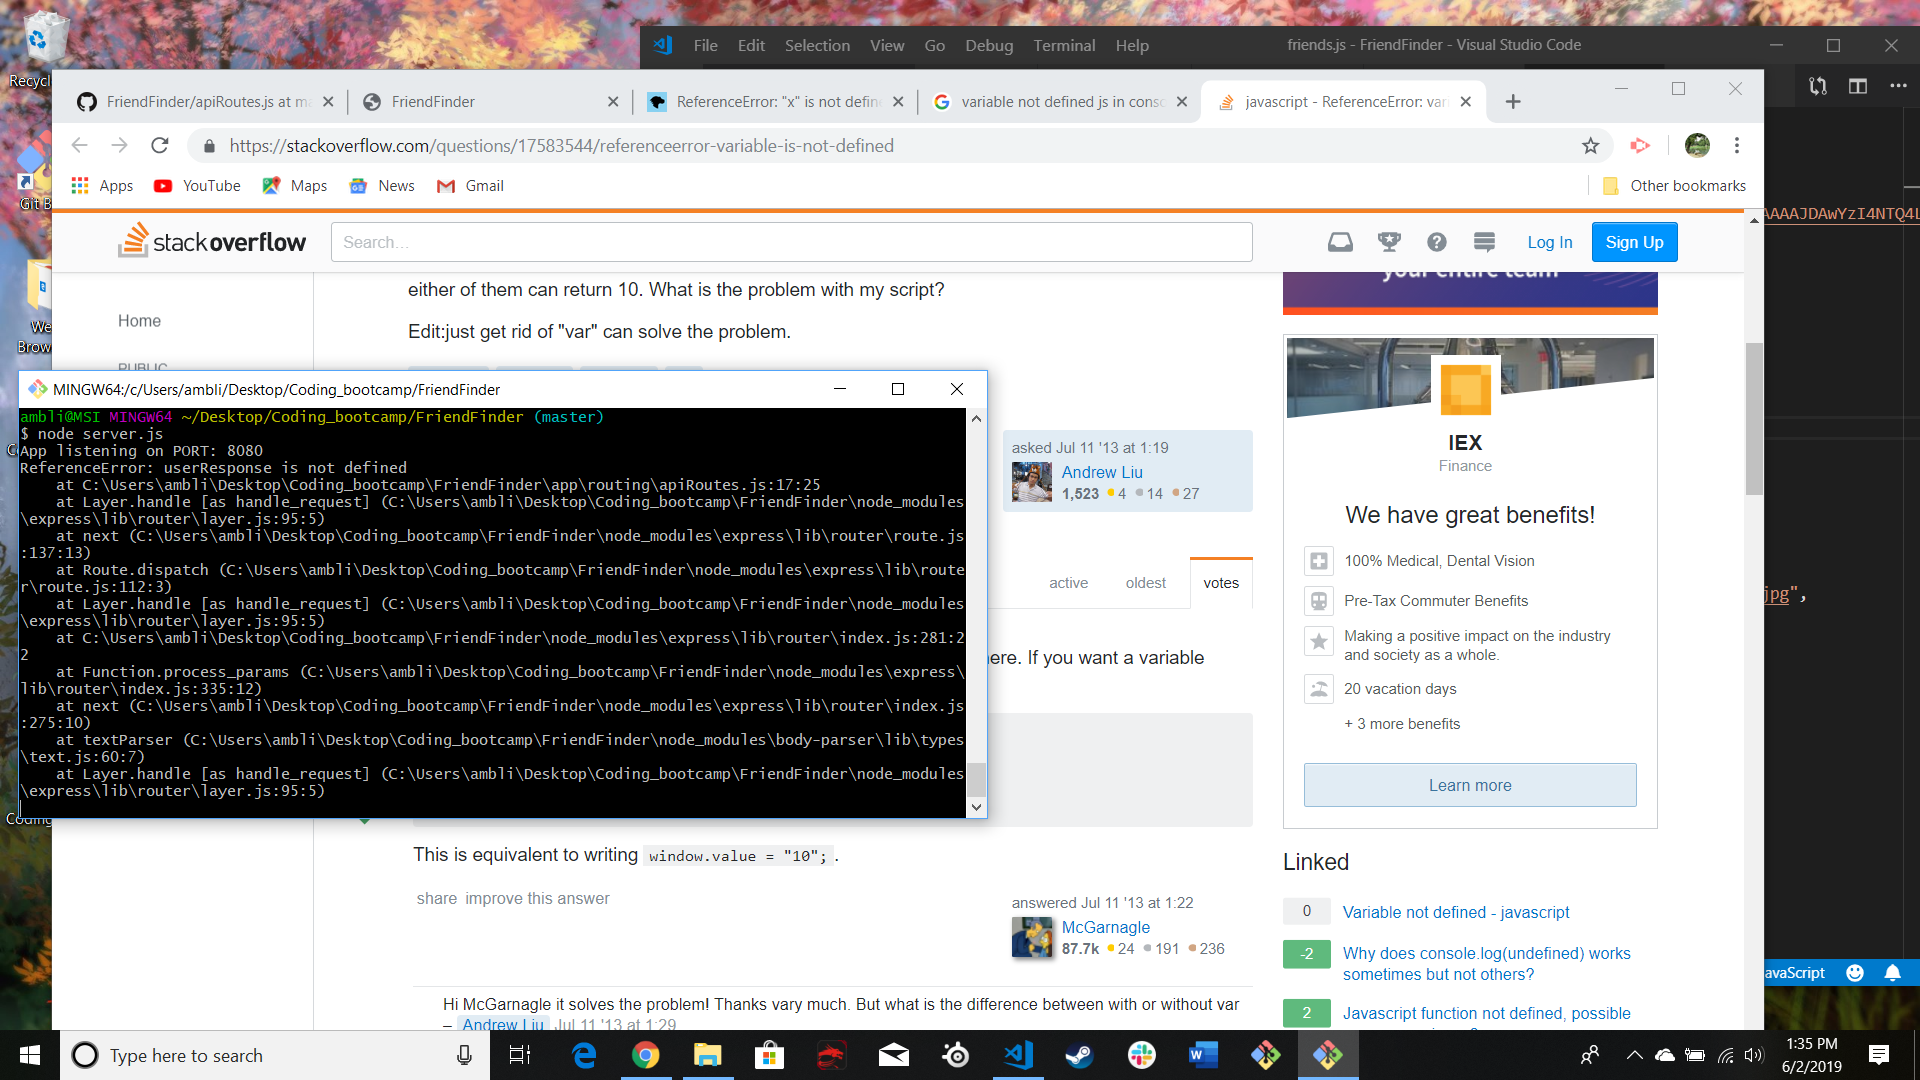 Recycl
Git B
We
Brow
File Edit Selection View Go Debug Terminal Help
friends.js - FriendFinder - Visual Studio Code
FriendFinder/apiRoutes.js at ma
FriendFinder
ReferenceError: "x" is not define
variable not defined js in conso
javascript - ReferenceError: vari
https://stackoverflow.com/questions/17583544/referenceerror-variable-is-not-defined
Apps YouTube Maps News Gmail Other bookmarks
AAAAJDAwYzI4NTQ4L
stackoverflow
Search...
Log In
Sign Up
your entire team
Home
PUBLIC
either of them can return 10. What is the problem with my script?
Edit:just get rid of "var" can solve the problem.
MINGW64:/c/Users/ambli/Desktop/Coding_bootcamp/FriendFinder
ambli@MSI MINGW64 ~/Desktop/Coding_bootcamp/FriendFinder (master)
$ node server.js
App listening on PORT: 8080
ReferenceError: userResponse is not defined
    at C:\Users\ambli\Desktop\Coding_bootcamp\FriendFinder\app\routing\apiRoutes.js:17:25
    at Layer.handle [as handle_request] (C:\Users\ambli\Desktop\Coding_bootcamp\FriendFinder\node_modules
\express\lib\router\layer.js:95:5)
    at next (C:\Users\ambli\Desktop\Coding_bootcamp\FriendFinder\node_modules\express\lib\router\route.js
:137:13)
    at Route.dispatch (C:\Users\ambli\Desktop\Coding_bootcamp\FriendFinder\node_modules\express\lib\route
r\route.js:112:3)
    at Layer.handle [as handle_request] (C:\Users\ambli\Desktop\Coding_bootcamp\FriendFinder\node_modules
\express\lib\router\layer.js:95:5)
    at C:\Users\ambli\Desktop\Coding_bootcamp\FriendFinder\node_modules\express\lib\router\index.js:281:2
2
    at Function.process_params (C:\Users\ambli\Desktop\Coding_bootcamp\FriendFinder\node_modules\express\
lib\router\index.js:335:12)
    at next (C:\Users\ambli\Desktop\Coding_bootcamp\FriendFinder\node_modules\express\lib\router\index.js
:275:10)
    at textParser (C:\Users\ambli\Desktop\Coding_bootcamp\FriendFinder\node_modules\body-parser\lib\types
\text.js:60:7)
    at Layer.handle [as handle_request] (C:\Users\ambli\Desktop\Coding_bootcamp\FriendFinder\node_modules
\express\lib\router\layer.js:95:5)
Coding
asked Jul 11 '13 at 1:19
Andrew Liu
1,523 4 14 27
active oldest votes
ere. If you want a variable
This is equivalent to writing window.value = "10"; .
share improve this answer
answered Jul 11 '13 at 1:22
McGarnagle
87.7k 24 191 236
Hi McGarnagle it solves the problem! Thanks vary much. But what is the difference between with or without var
– Andrew Liu Jul 11 '13 at 1:29
IEX
Finance
We have great benefits!
100% Medical, Dental Vision
Pre-Tax Commuter Benefits
Making a positive impact on the industry
and society as a whole.
20 vacation days
+ 3 more benefits
Learn more
Linked
0 Variable not defined - javascript
-2 Why does console.log(undefined) works
sometimes but not others?
2 Javascript function not defined, possible
jpg",
avaScript
Type here to search
1:35 PM
6/2/2019